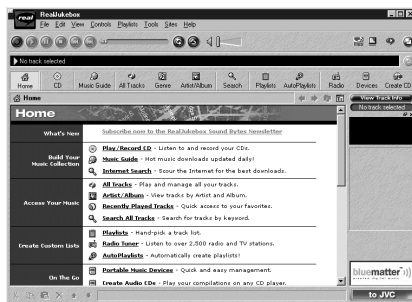 real
RealJukebox
File Edit View Controls Playlists Tools Sites Help
No track selected
Home CD Music Guide All Tracks Genre Artist/Album Search Playlists AutoPlaylists Radio Devices Create CD
Home
View Track Info
No track selected
Home
What's New
Subscribe now to the RealJukebox Sound Bytes Newsletter
Build Your
Music Collection
Play/Record CD - Listen to and record your CDs.
Music Guide - Hot music downloads updated daily!
Internet Search - Scour the Internet for the best downloads.
Access Your Music
All Tracks - Play and manage all your tracks.
Artist/Album - View tracks by Artist and Album.
Recently Played Tracks - Quick access to your favorites.
Search All Tracks - Search for tracks by keyword.
Create Custom Lists
Playlists - Hand-pick a track list.
Radio Tuner - Listen to over 2,500 radio and TV stations.
AutoPlaylists - Automatically create playlists!
On The Go
Portable Music Devices - Quick and easy management.
Create Audio CDs - Play your compilations on any CD player.
bluematter
to JVC